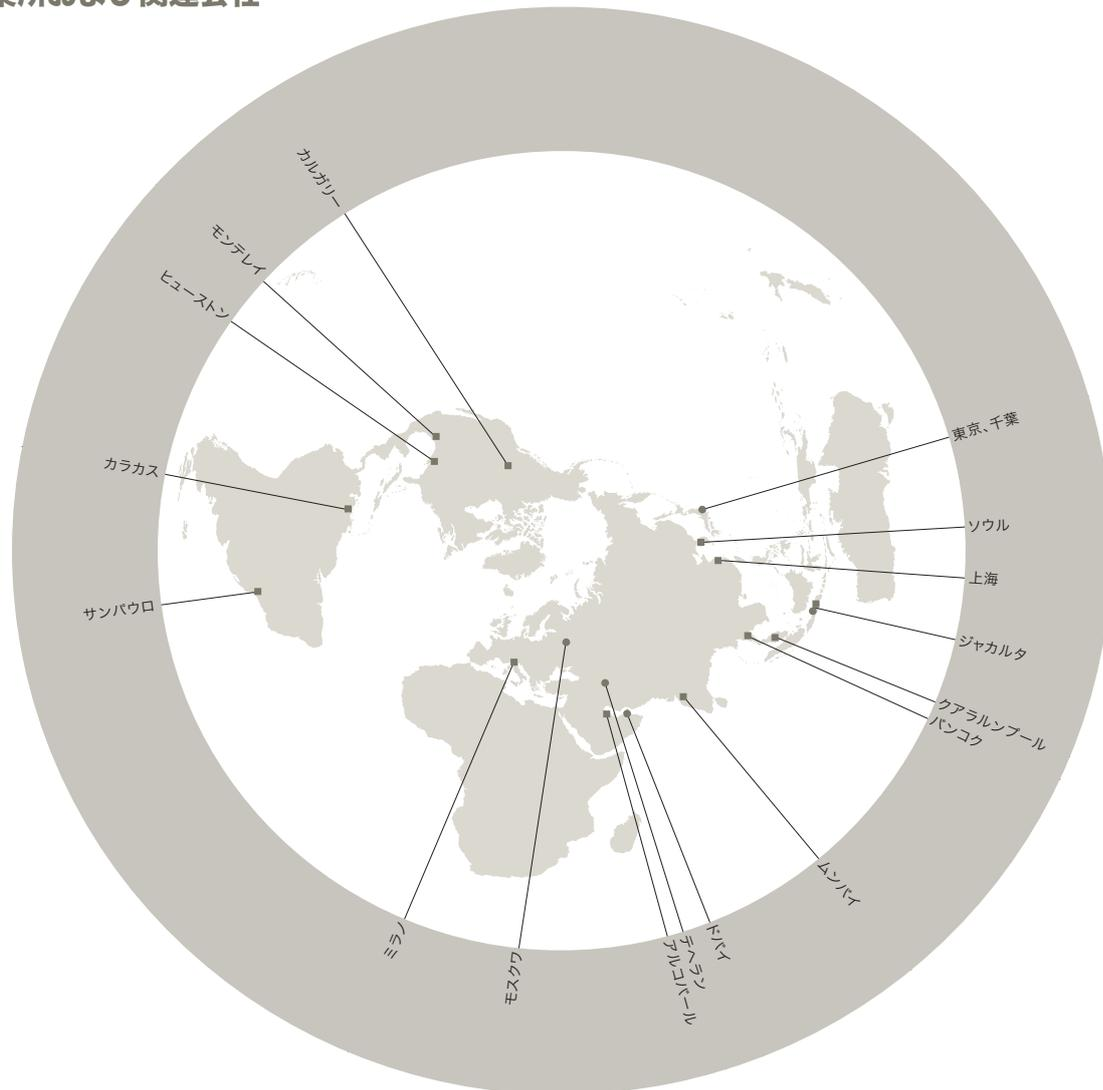 業所および関連会社
カルガリー
モンテレイ
ヒューストン
カラカス
サンパウロ
東京、千葉
ソウル
上海
ジャカルタ
クアラルンプール
バンコク
ムンバイ
ドバイ
テヘラン
アルコバール
モスクワ
ミラノ